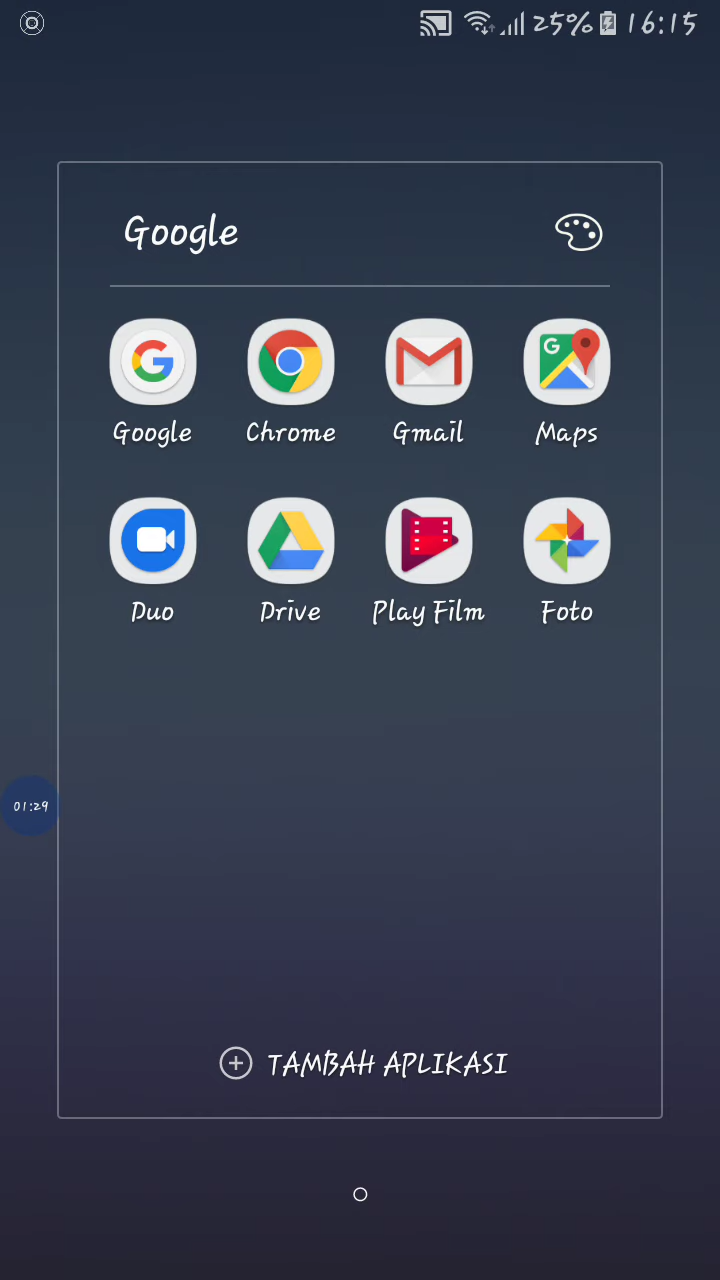 25% 16:15
Google
Google Chrome Gmail Maps
Duo Drive Play Film Foto
01:29
TAMBAH APLIKASI